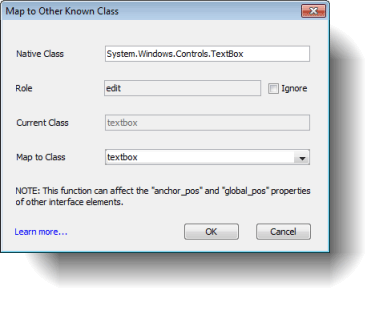 Map to Other Known Class
Native Class System.Windows.Controls.TextBox
Role edit Ignore
Current Class textbox
Map to Class textbox
NOTE: This function can affect the "anchor_pos" and "global_pos" properties
of other interface elements.
Learn more... OK Cancel